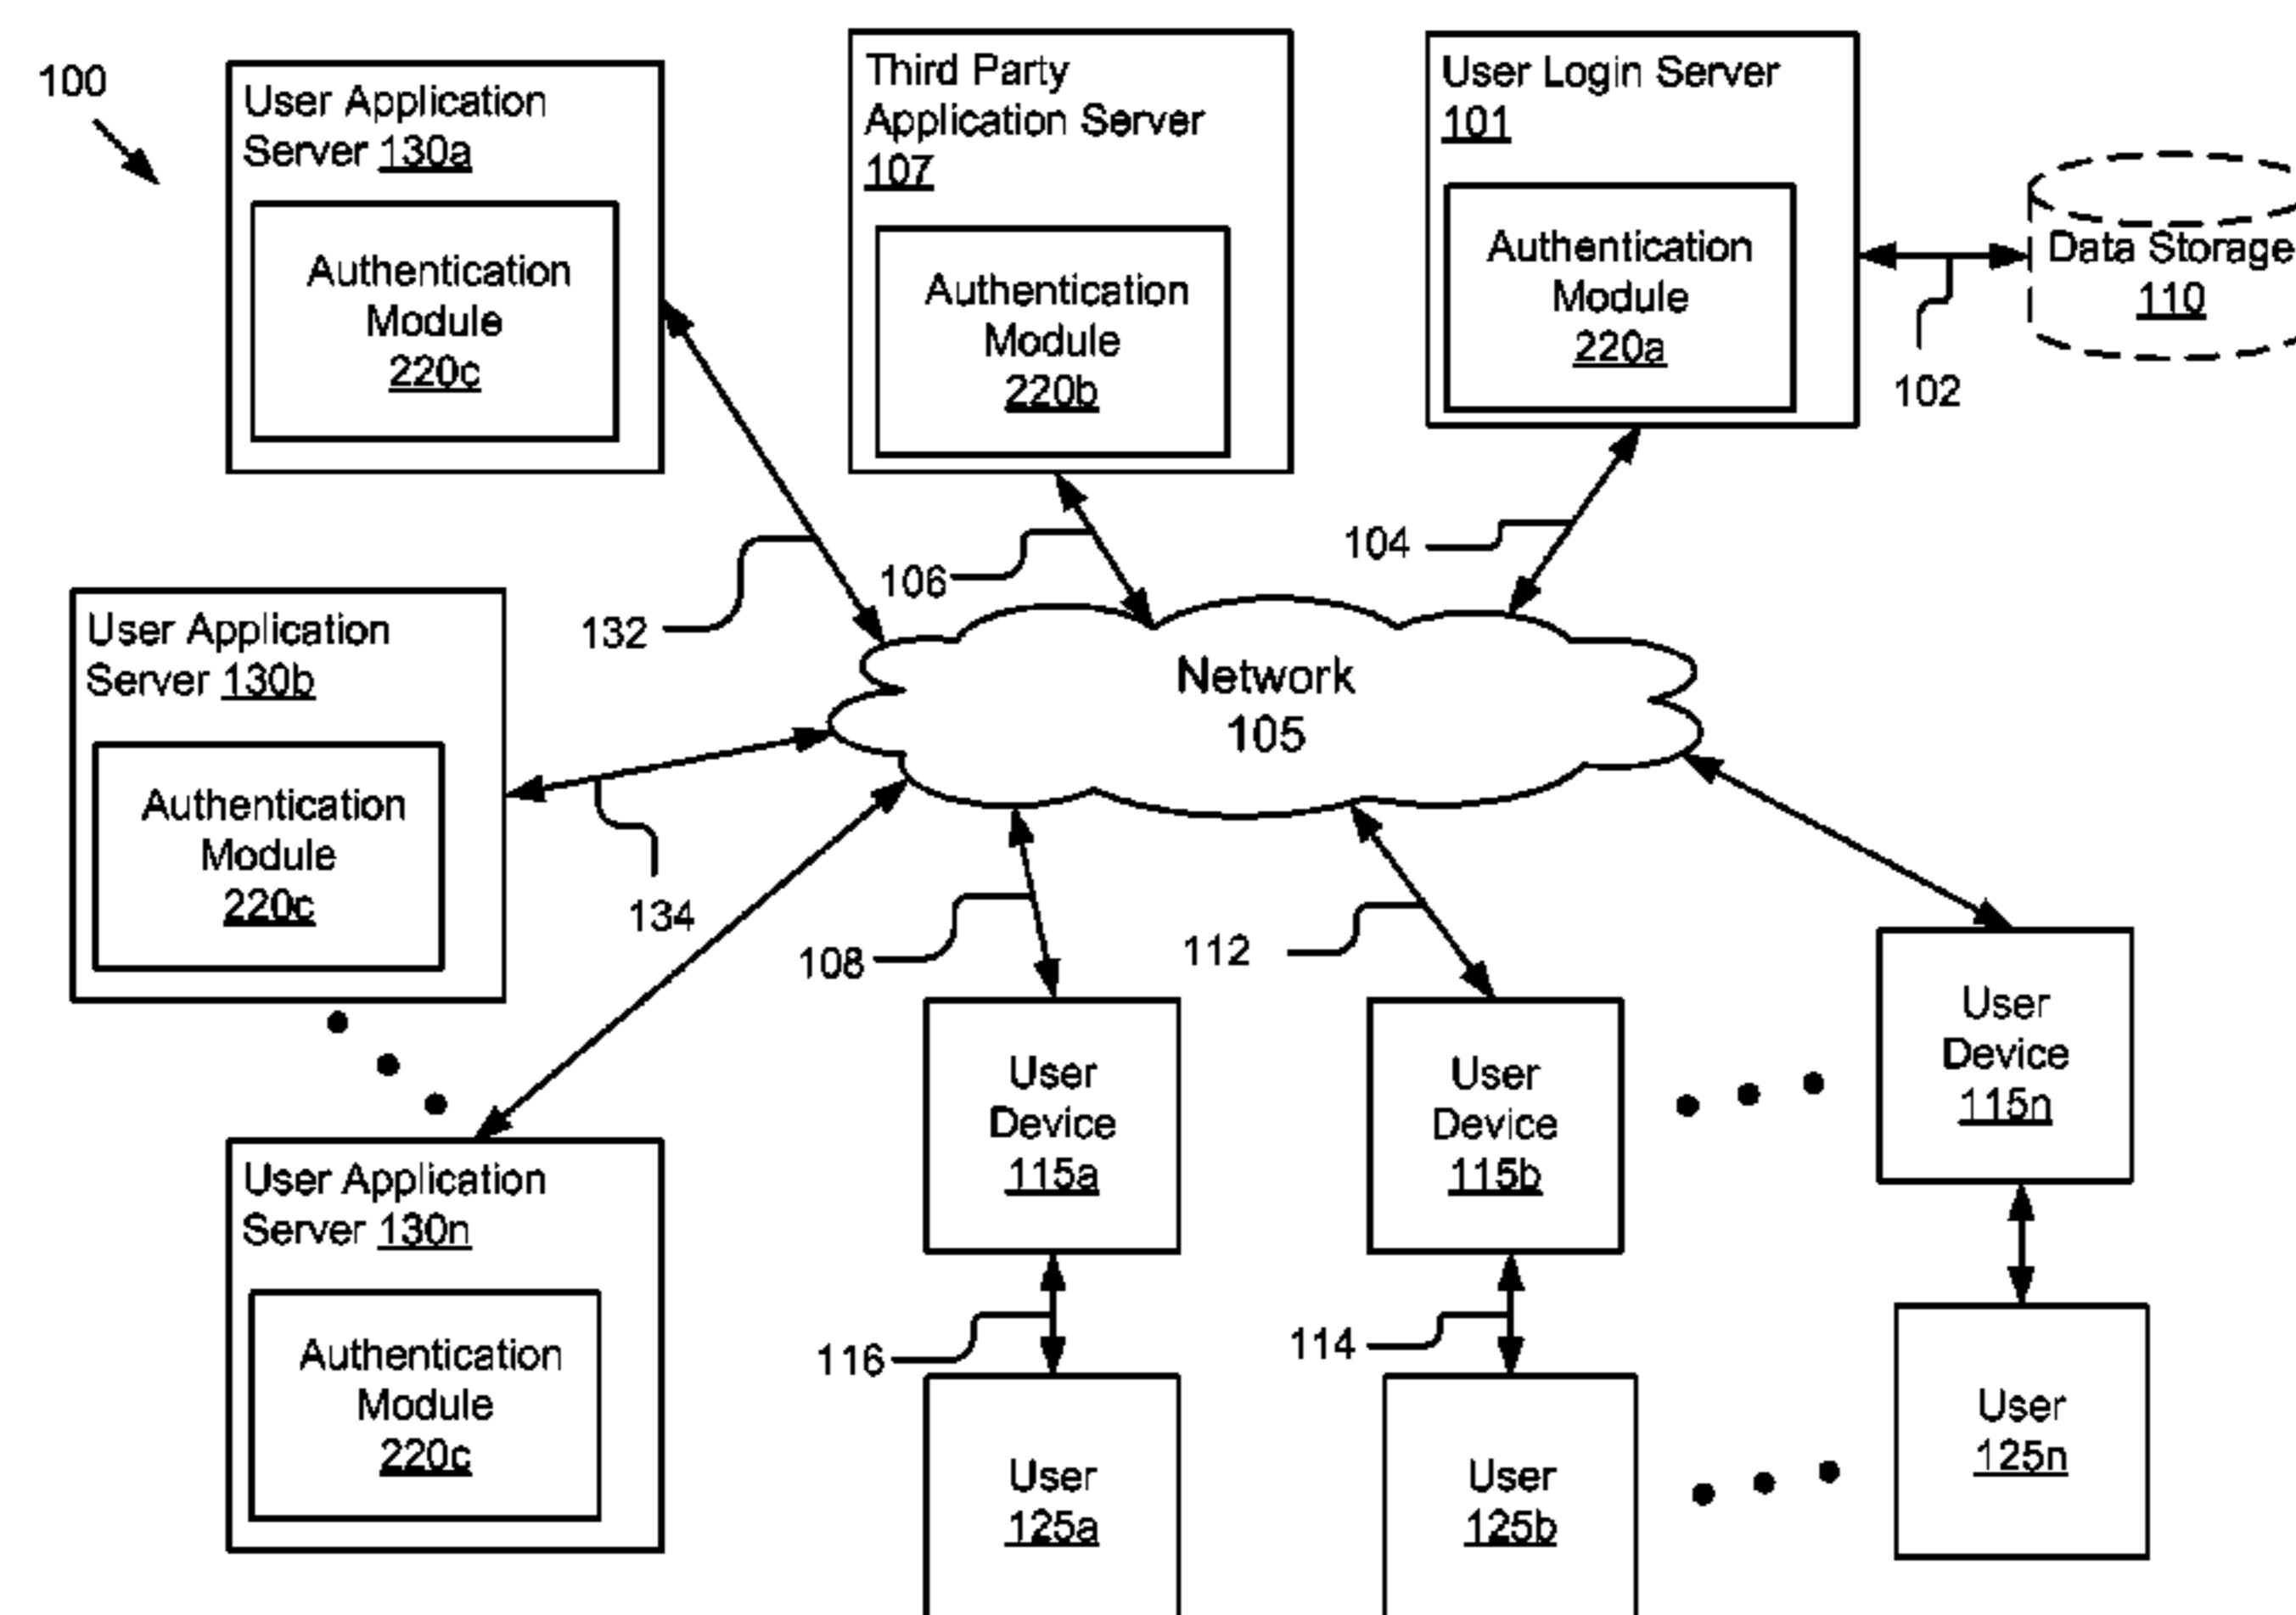 100
User Application
Server 130a
Authentication
Module
220c
Third Party
Application Server
107
Authentication
Module
220b
User Login Server
101
Authentication
Module
220a
Data Storage
110
102
104
106
132
User Application
Server 130b
Authentication
Module
220c
134
Network
105
108
112
User
Device
115a
User
Device
115b
User
Device
115n
User Application
Server 130n
Authentication
Module
220c
116
114
User
125a
User
125b
User
125n